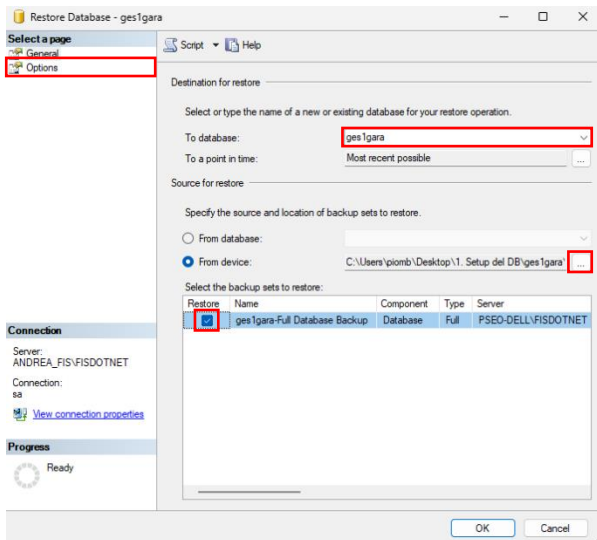 Restore Database - ges1gara
Select a page
General
Options
Script Help
Destination for restore
Select or type the name of a new or existing database for your restore operation.
To database: ges1gara
To a point in time: Most recent possible ...
Source for restore
Specify the source and location of backup sets to restore.
From database:
From device: C:\Users\piomb\Desktop\1. Setup del DB\ges1gara\ ...
Select the backup sets to restore:
Restore Name Component Type Server
ges1gara-Full Database Backup Database Full PSEO-DELL\FISDOTNET
Connection
Server:
ANDREA_FIS\FISDOTNET
Connection:
sa
View connection properties
Progress
Ready
OK Cancel